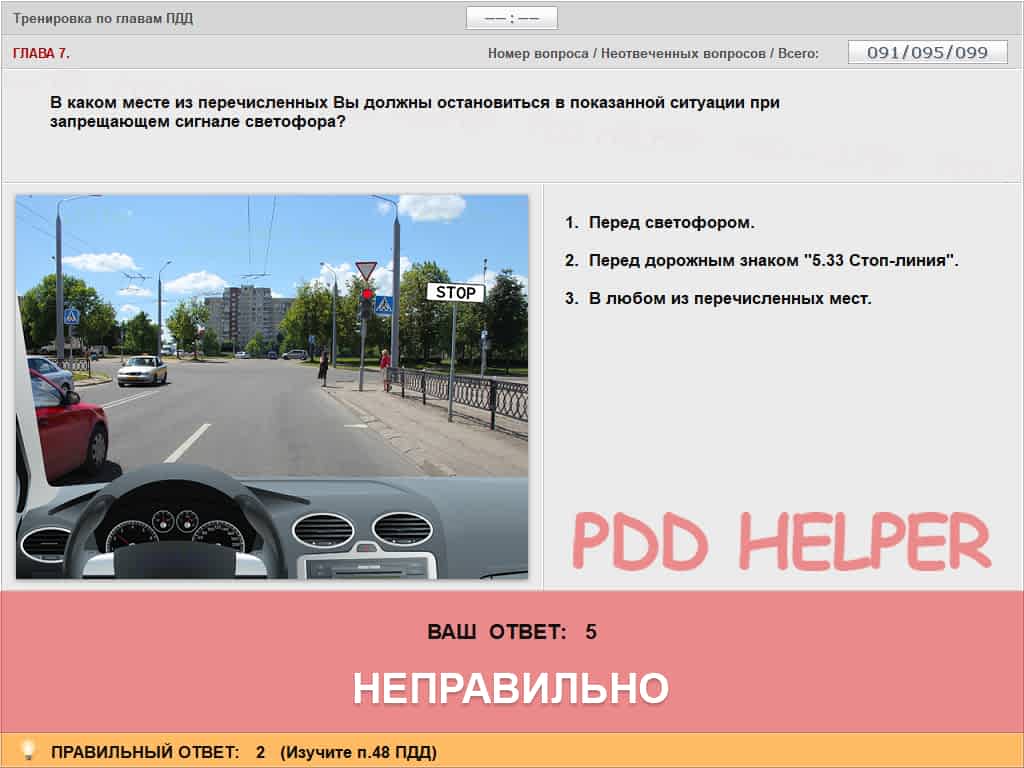 Тренировка по главам ПДД
−− : −−
ГЛАВА 7.
Номер вопроса / Неотвеченных вопросов / Всего: 091/095/099
В каком месте из перечисленных Вы должны остановиться в показанной ситуации при
запрещающем сигнале светофора?
STOP
1. Перед светофором.
2. Перед дорожным знаком "5.33 Стоп-линия".
3. В любом из перечисленных мест.
PDD HELPER
ВАШ ОТВЕТ: 5
НЕПРАВИЛЬНО
ПРАВИЛЬНЫЙ ОТВЕТ: 2 (Изучите п.48 ПДД)